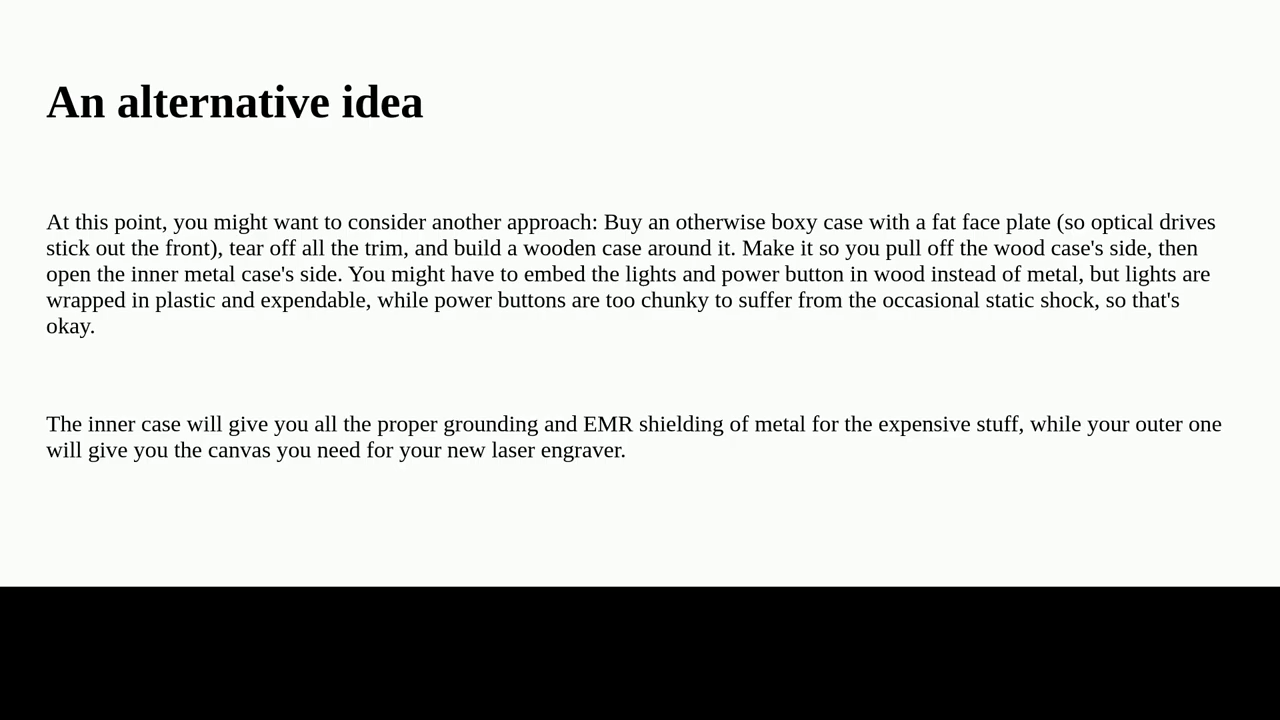 An alternative idea
At this point, you might want to consider another approach: Buy an otherwise boxy case with a fat face plate (so optical drives
stick out the front), tear off all the trim, and build a wooden case around it. Make it so you pull off the wood case's side, then
open the inner metal case's side. You might have to embed the lights and power button in wood instead of metal, but lights are
wrapped in plastic and expendable, while power buttons are too chunky to suffer from the occasional static shock, so that's
okay.
The inner case will give you all the proper grounding and EMR shielding of metal for the expensive stuff, while your outer one
will give you the canvas you need for your new laser engraver.